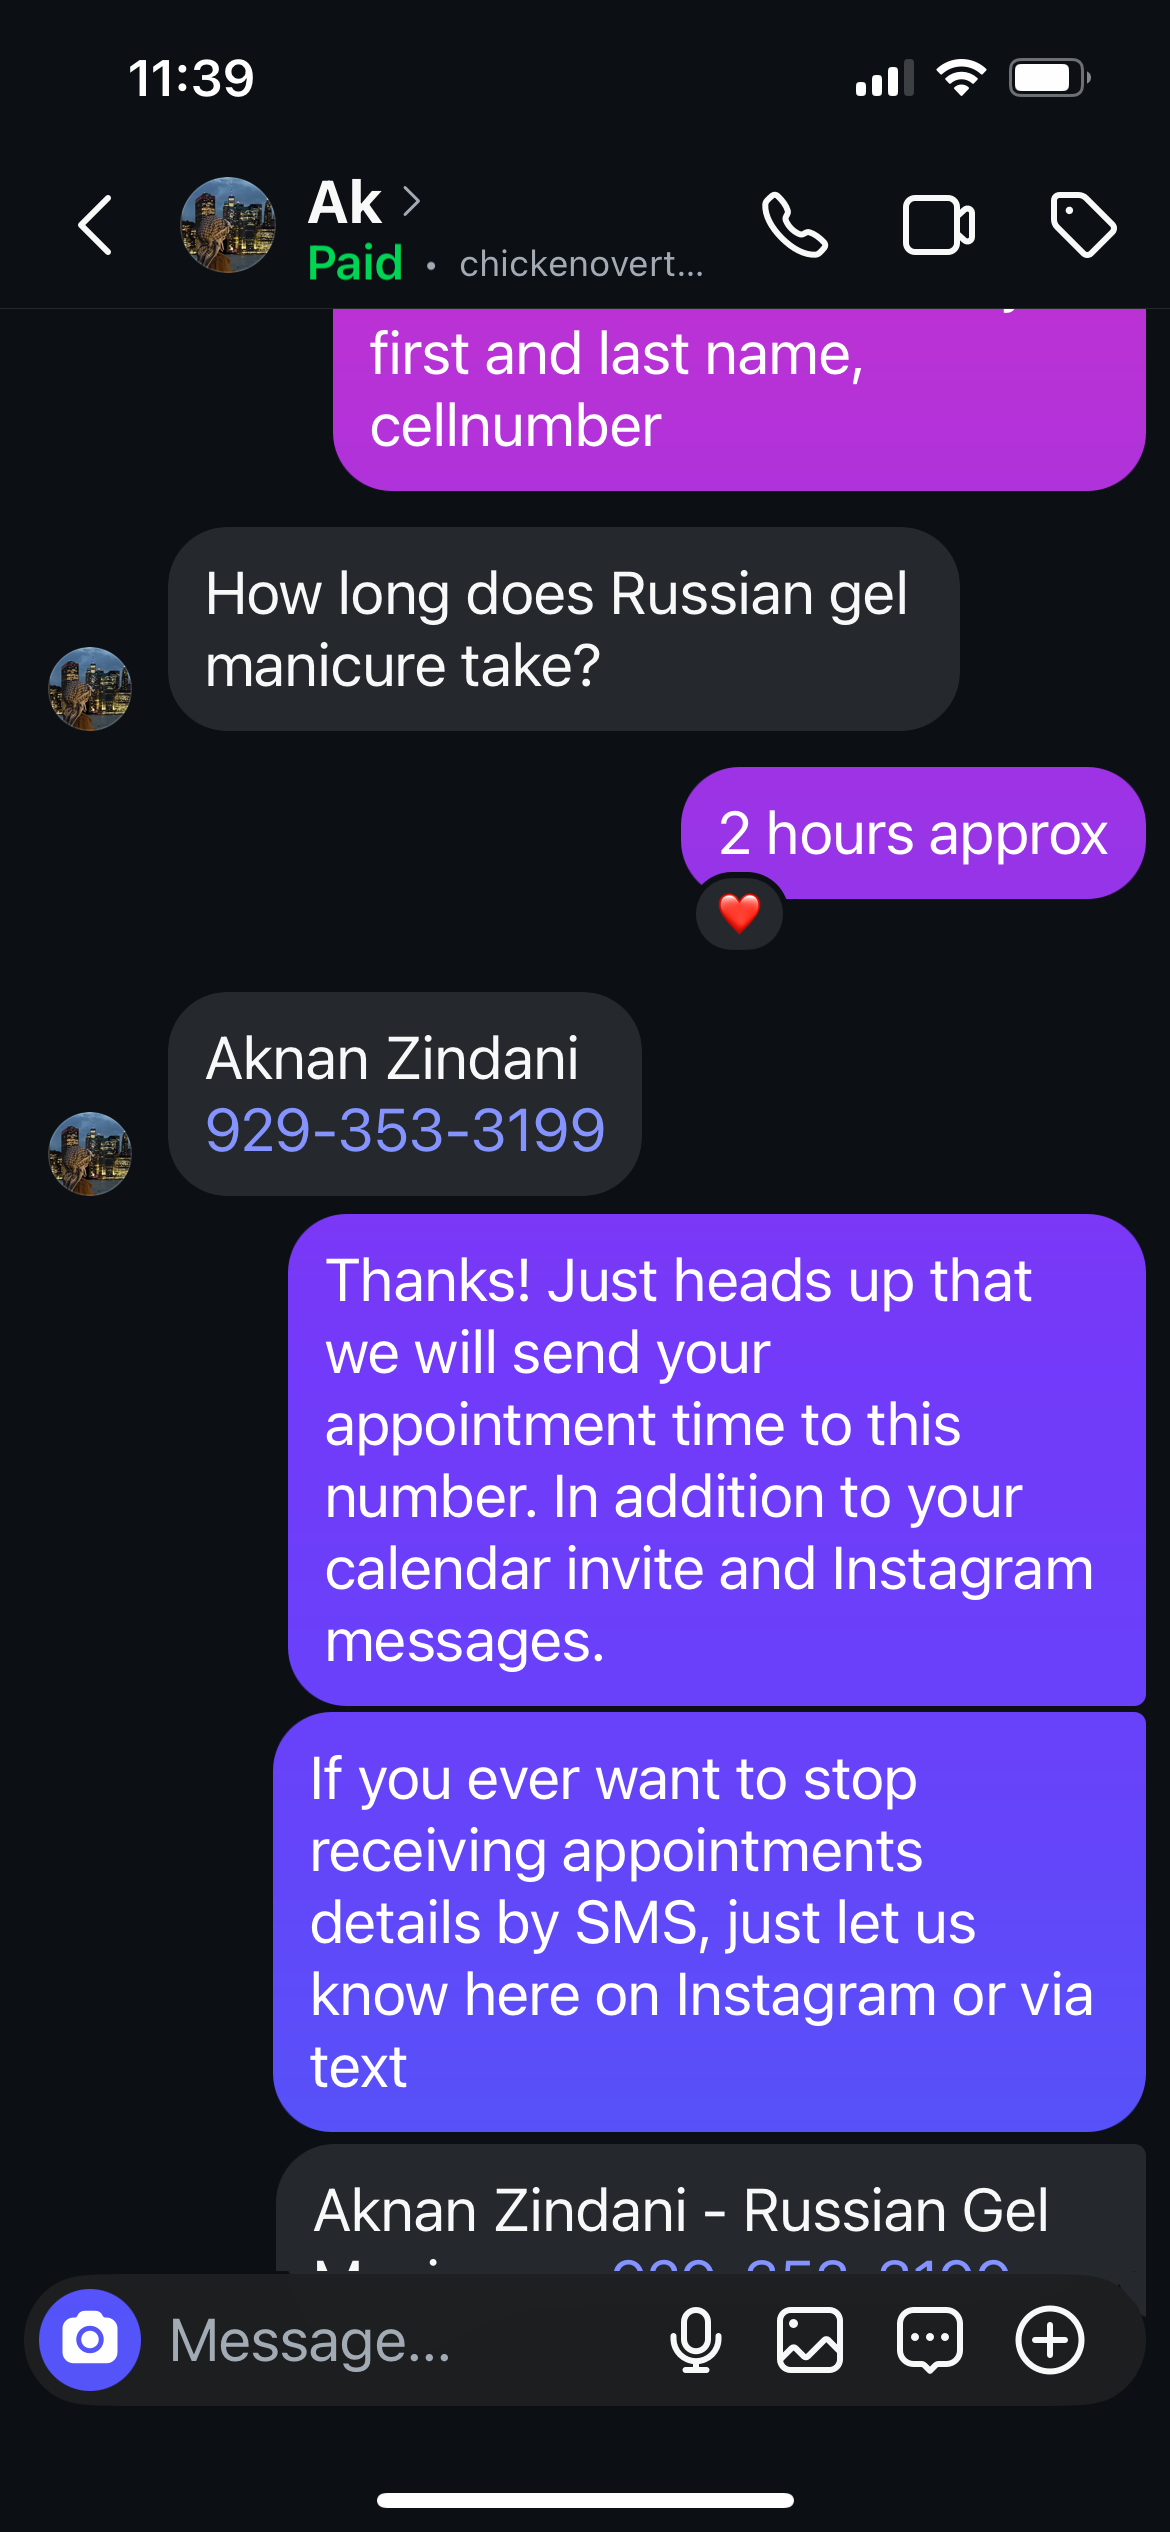 11:39
Ak
Paid • chickenovert...
first and last name,
cellnumber
How long does Russian gel
manicure take?
2 hours approx
Aknan Zindani
929-353-3199
Thanks! Just heads up that
we will send your
appointment time to this
number. In addition to your
calendar invite and Instagram
messages.
If you ever want to stop
receiving appointments
details by SMS, just let us
know here on Instagram or via
text
Aknan Zindani - Russian Gel
Message...